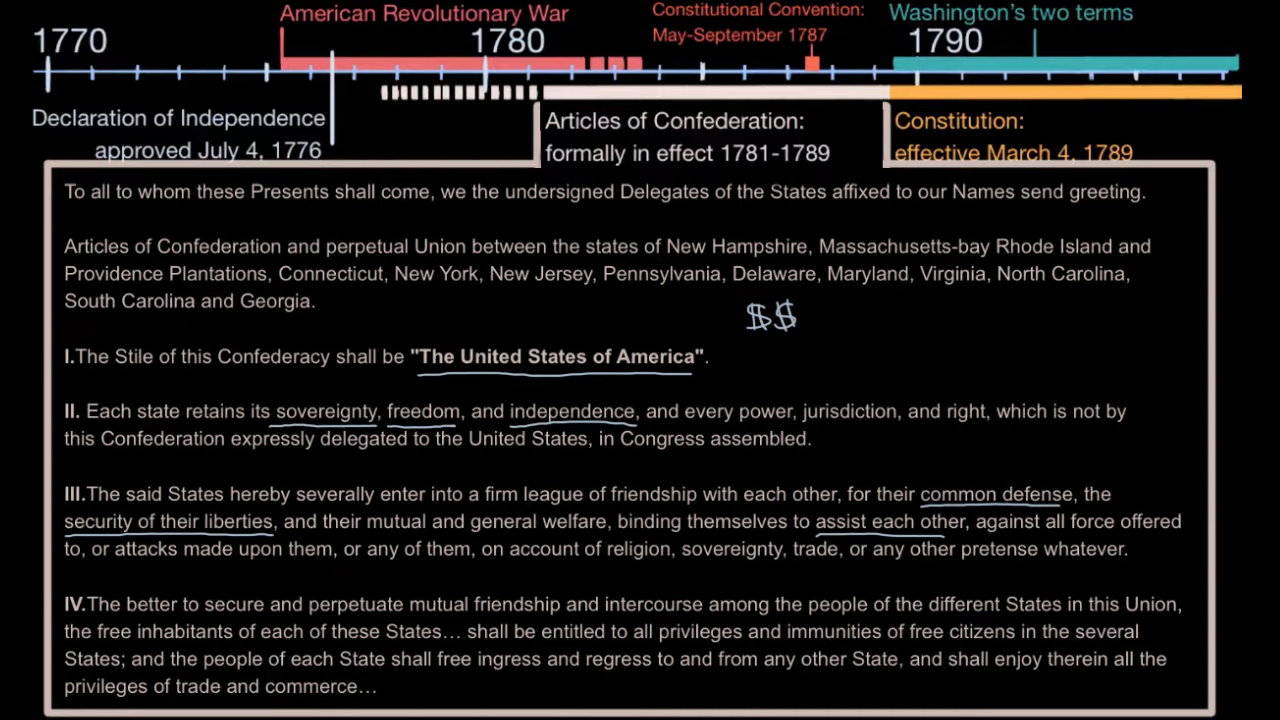 American Revolutionary War
Constitutional Convention:
May-September 1787
Washington's two terms
1770
1780
1790
Declaration of Independence
approved July 4, 1776
Articles of Confederation:
formally in effect 1781-1789
Constitution:
effective March 4, 1789
To all to whom these Presents shall come, we the undersigned Delegates of the States affixed to our Names send greeting.
Articles of Confederation and perpetual Union between the states of New Hampshire, Massachusetts-bay Rhode Island and
Providence Plantations, Connecticut, New York, New Jersey, Pennsylvania, Delaware, Maryland, Virginia, North Carolina,
South Carolina and Georgia.
$$
I.The Stile of this Confederacy shall be "The United States of America".
II. Each state retains its sovereignty, freedom, and independence, and every power, jurisdiction, and right, which is not by
this Confederation expressly delegated to the United States, in Congress assembled.
III.The said States hereby severally enter into a firm league of friendship with each other, for their common defense, the
security of their liberties, and their mutual and general welfare, binding themselves to assist each other, against all force offered
to, or attacks made upon them, or any of them, on account of religion, sovereignty, trade, or any other pretense whatever.
IV.The better to secure and perpetuate mutual friendship and intercourse among the people of the different States in this Union,
the free inhabitants of each of these States… shall be entitled to all privileges and immunities of free citizens in the several
States; and the people of each State shall free ingress and regress to and from any other State, and shall enjoy therein all the
privileges of trade and commerce…